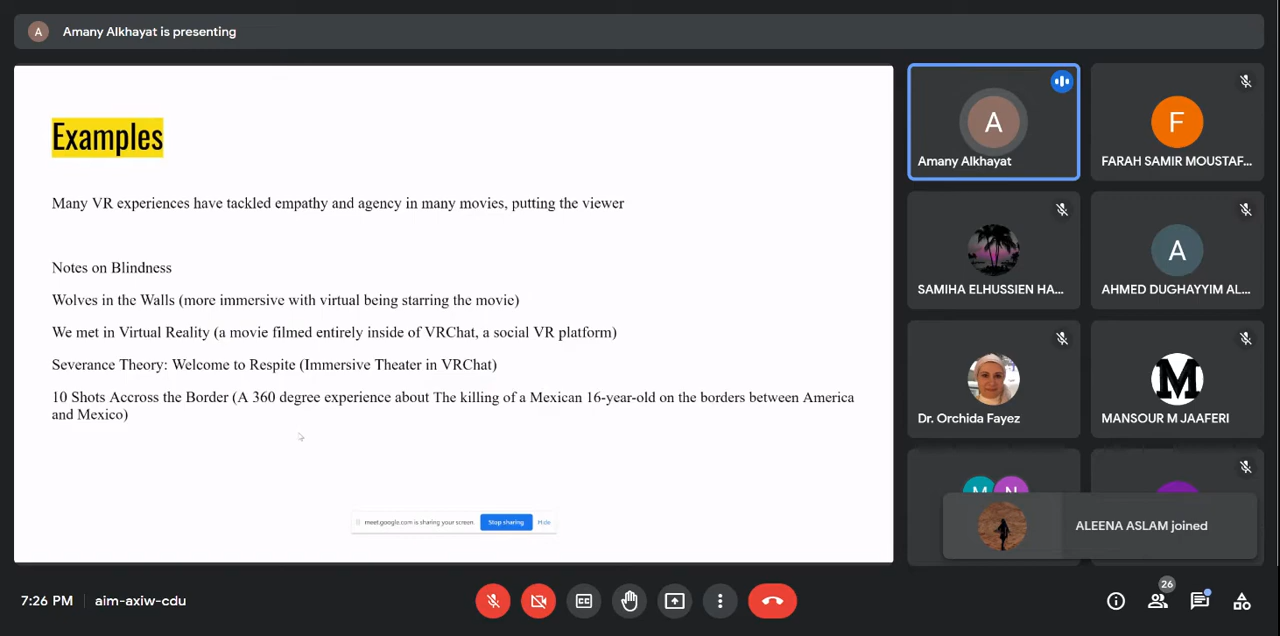 A Amany Alkhayat is presenting
Examples
Many VR experiences have tackled empathy and agency in many movies, putting the viewer
Notes on Blindness
Wolves in the Walls (more immersive with virtual being starring the movie)
We met in Virtual Reality (a movie filmed entirely inside of VRChat, a social VR platform)
Severance Theory: Welcome to Respite (Immersive Theater in VRChat)
10 Shots Accross the Border (A 360 degree experience about The killing of a Mexican 16-year-old on the borders between America
and Mexico)
meet.google.com is sharing your screen. Stop sharing Hide
A
Amany Alkhayat
F
FARAH SAMIR MOUSTAF...
SAMIHA ELHUSSIEN HA...
A
AHMED DUGHAYYIM AL...
Dr. Orchida Fayez
M
MANSOUR M JAAFERI
M N
ALEENA ASLAM joined
7:26 PM aim-axiw-cdu
26